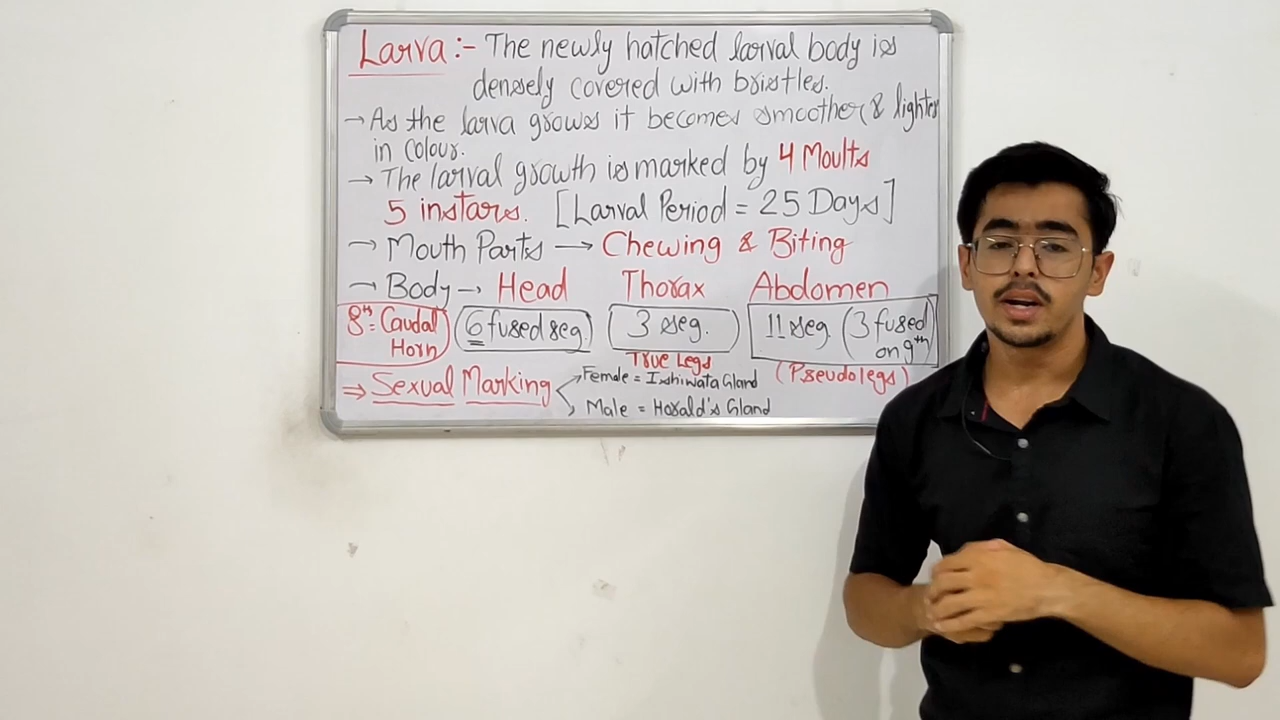 Larva :- The newly hatched larval body is
densely covered with bristles.
→ As the larva grows it becomes smoother & lighter
in colour.
→ The larval growth is marked by 4 Moults
5 instars. [Larval Period = 25 Days]
→ Mouth Parts → Chewing & Biting
→ Body → Head Thorax Abdomen
8th = Caudal Horn 6 fused seg. 3 seg. 11 seg (3 fused on 9th)
True Legs (Pseudolegs)
⇒ Sexual Marking
Female = Ishiwata Gland
Male = Horald's Gland